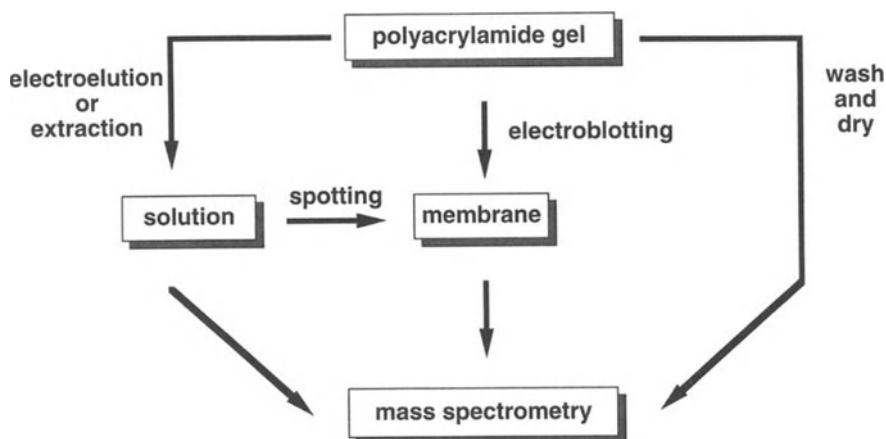 polyacrylamide gel
electroelution
or
extraction
wash
and
dry
electroblotting
spotting
solution
membrane
mass spectrometry